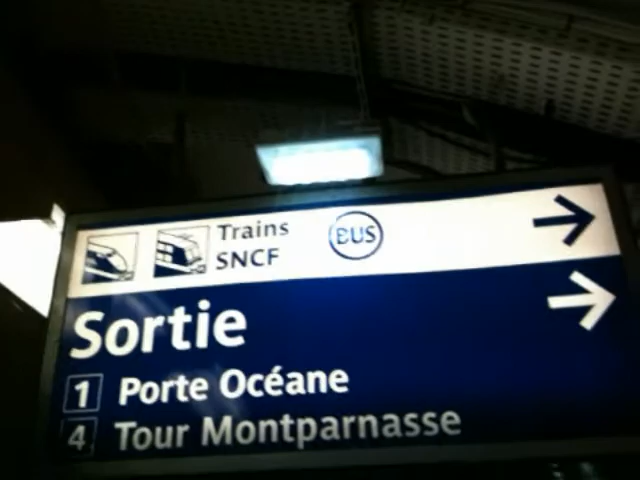 Trains
SNCF
BUS
Sortie
1 Porte Océane
4 Tour Montparnasse